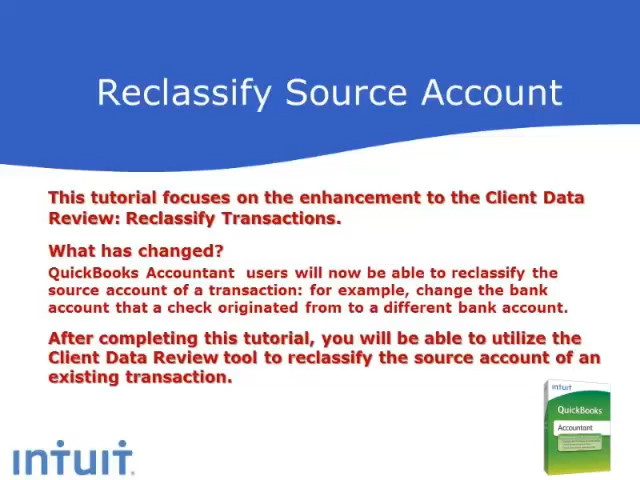 Reclassify Source Account
This tutorial focuses on the enhancement to the Client Data
Review: Reclassify Transactions.
What has changed?
QuickBooks Accountant users will now be able to reclassify the
source account of a transaction: for example, change the bank
account that a check originated from to a different bank account.
After completing this tutorial, you will be able to utilize the
Client Data Review tool to reclassify the source account of an
existing transaction.
intuit
QuickBooks
Accountant
INTUIT